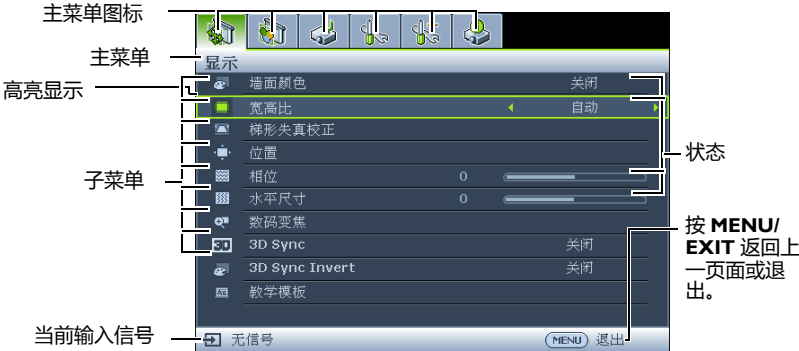 主菜单图标
主菜单
显示
高亮显示
墙面颜色 关闭
宽高比 自动
梯形失真校正
位置
状态
子菜单
相位 0
水平尺寸 0
数码变焦
3D 3D Sync 关闭
3D Sync Invert 关闭
教学模板
按 MENU/
EXIT 返回上
一页面或退
出。
当前输入信号
无信号
MENU 退出